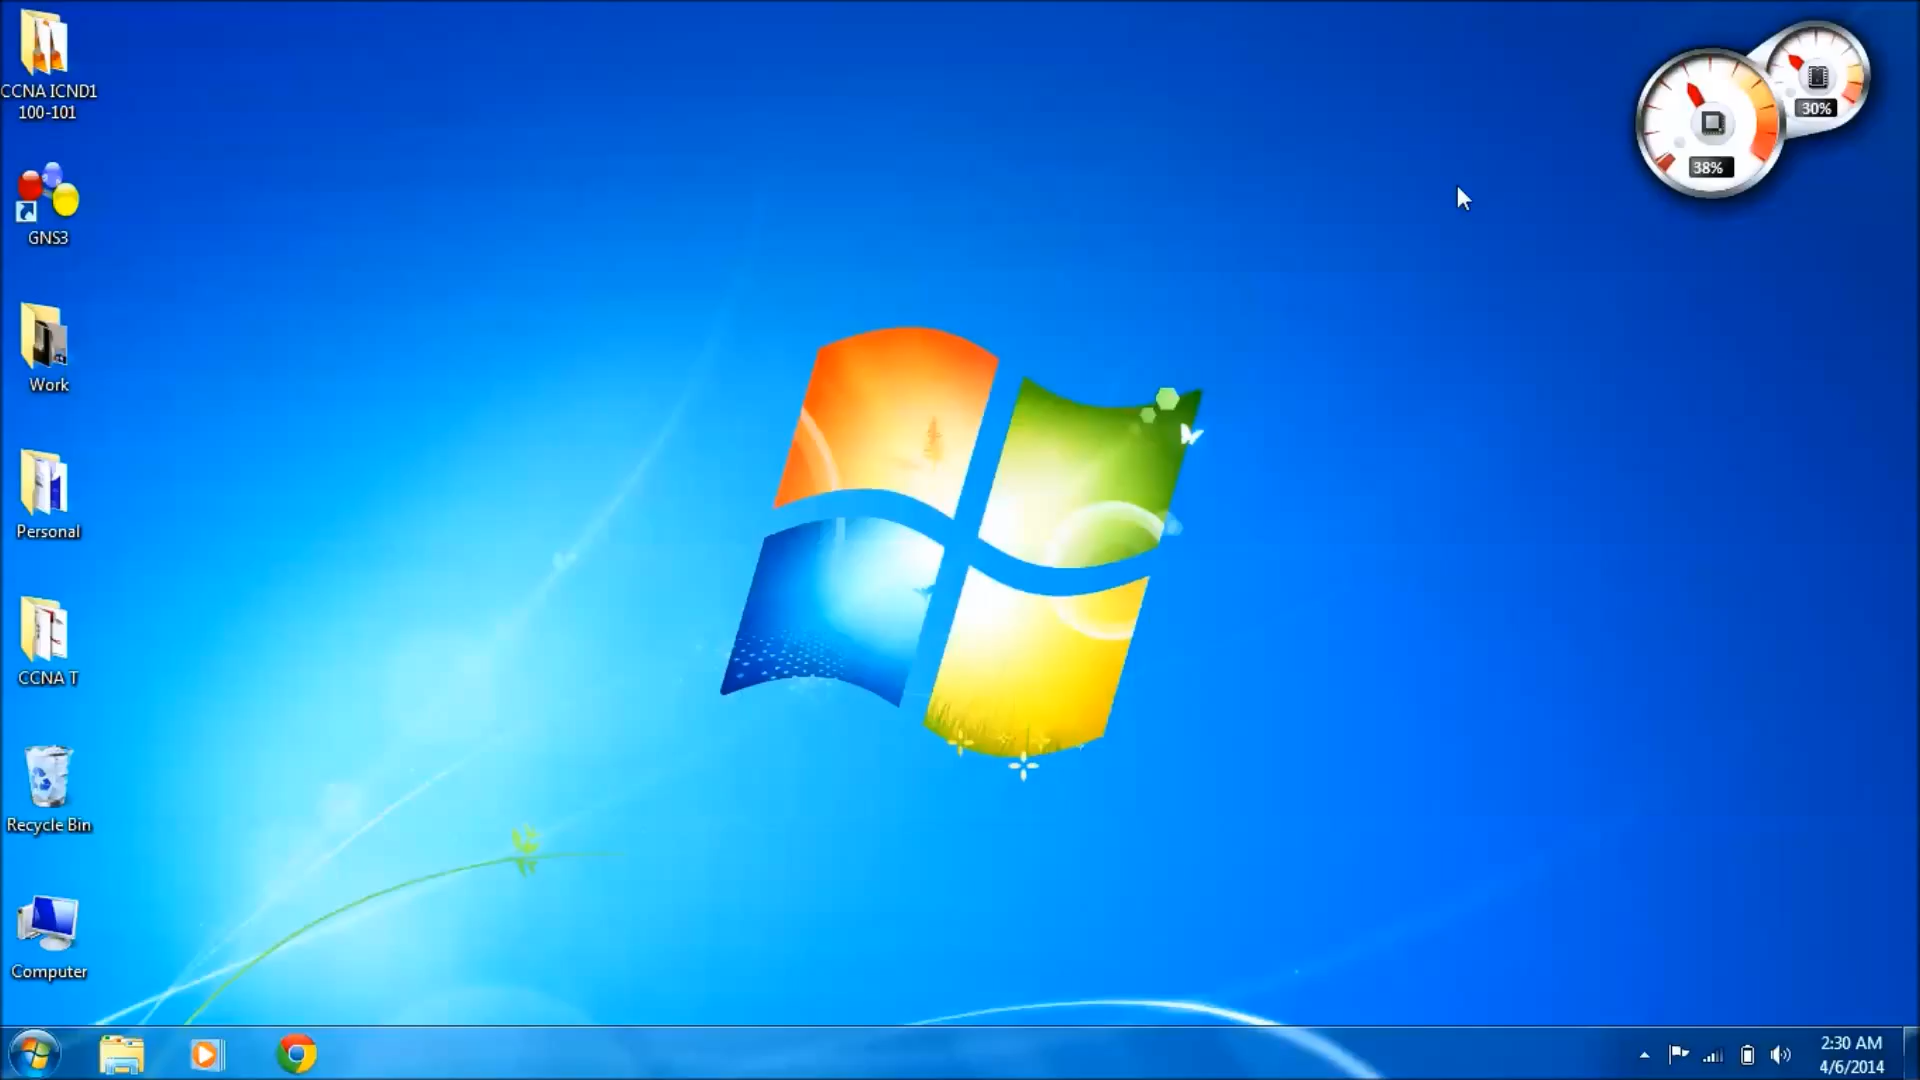 CCNA ICND1
100-101
GNS3
Work
Personal
CCNA T
Recycle Bin
Computer
38%
30%
2:30 AM
4/6/2014